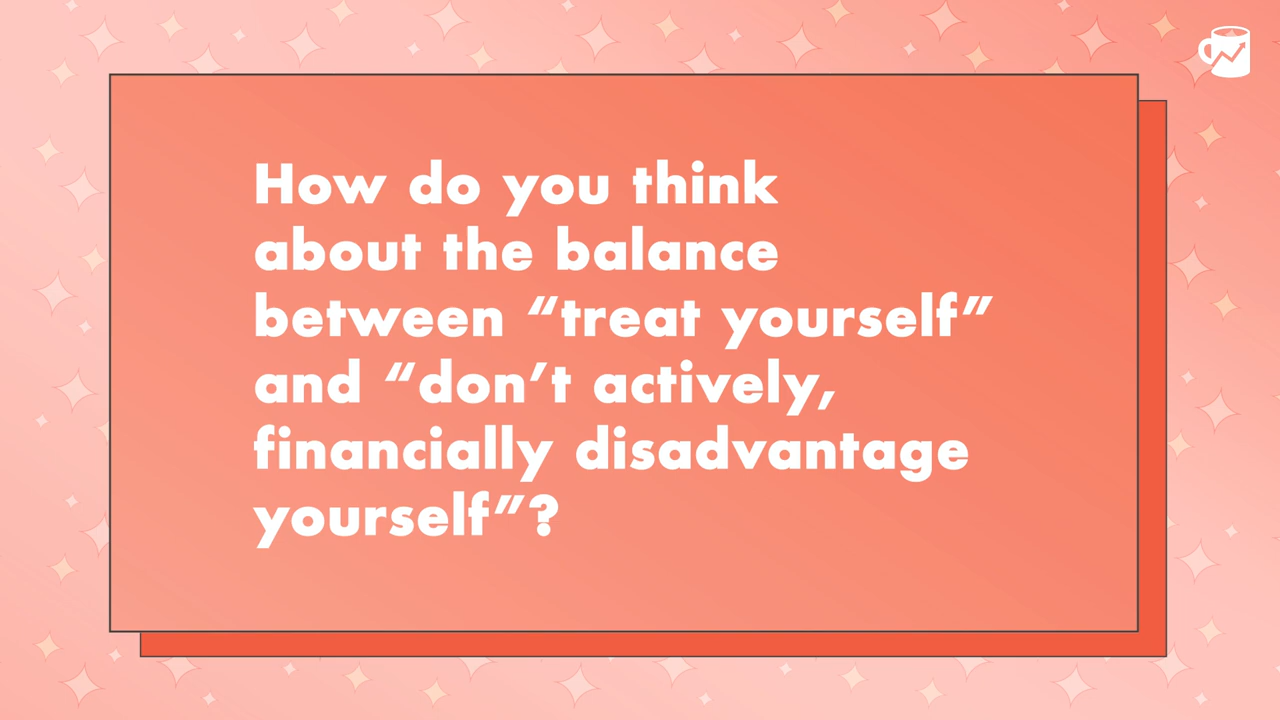 How do you think
about the balance
between “treat yourself”
and “don’t actively,
financially disadvantage
yourself”?